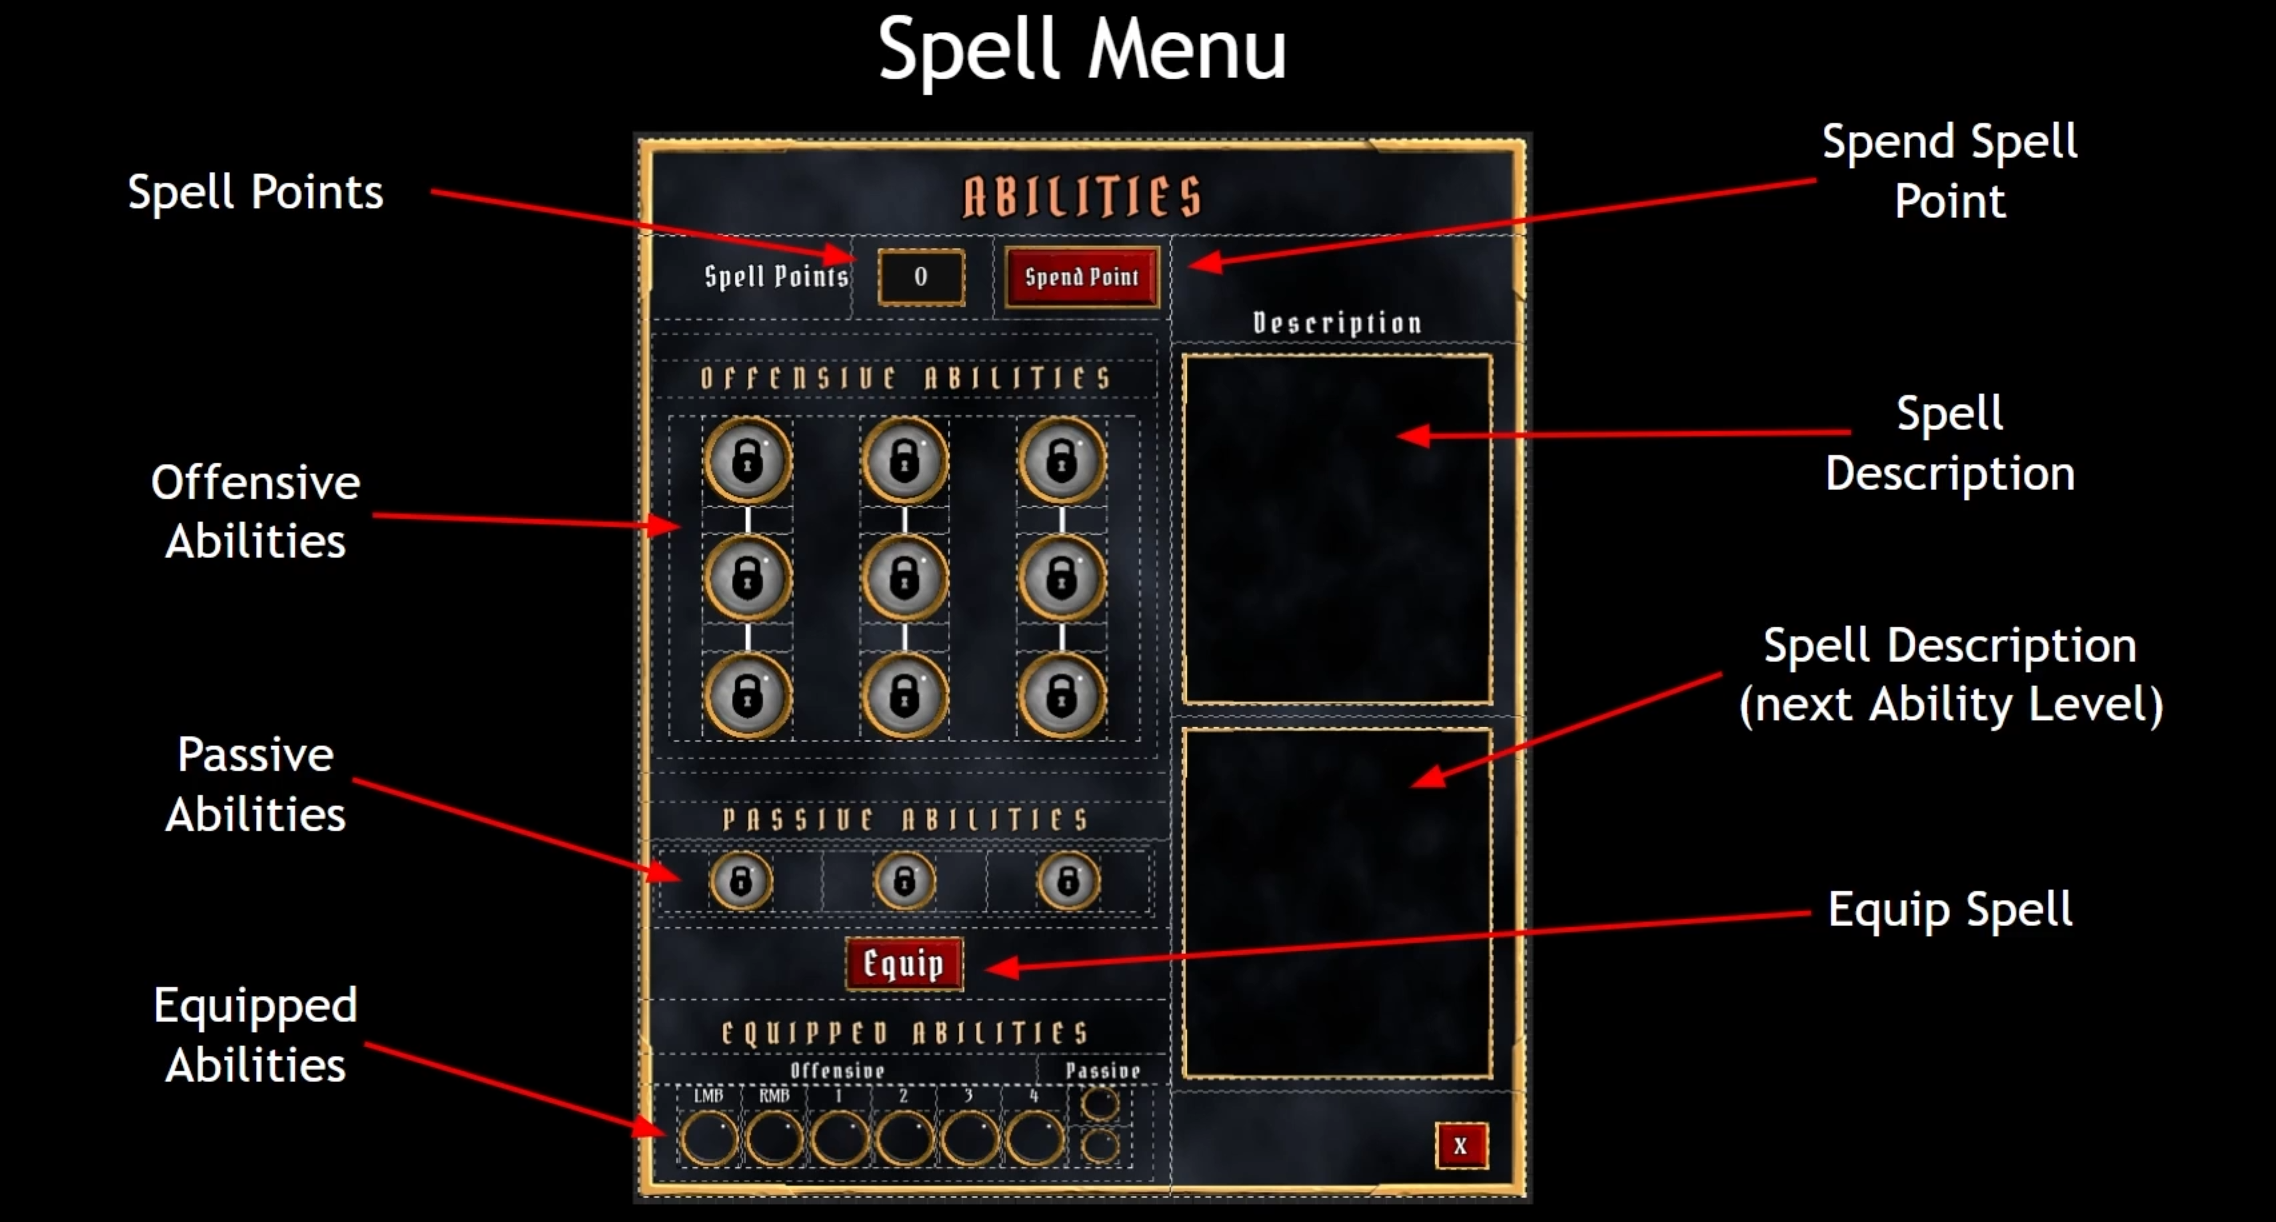 Spell Menu
Spell Points
Spend Spell
Point
ABILITIES
Spell Points
0
Spend Point
Description
OFFENSIVE ABILITIES
Offensive
Abilities
Spell
Description
Spell Description
(next Ability Level)
Passive
Abilities
PASSIVE ABILITIES
Equip
Equip Spell
Equipped
Abilities
EQUIPPED ABILITIES
Offensive
Passive
LMB
RMB
1
2
3
4
X